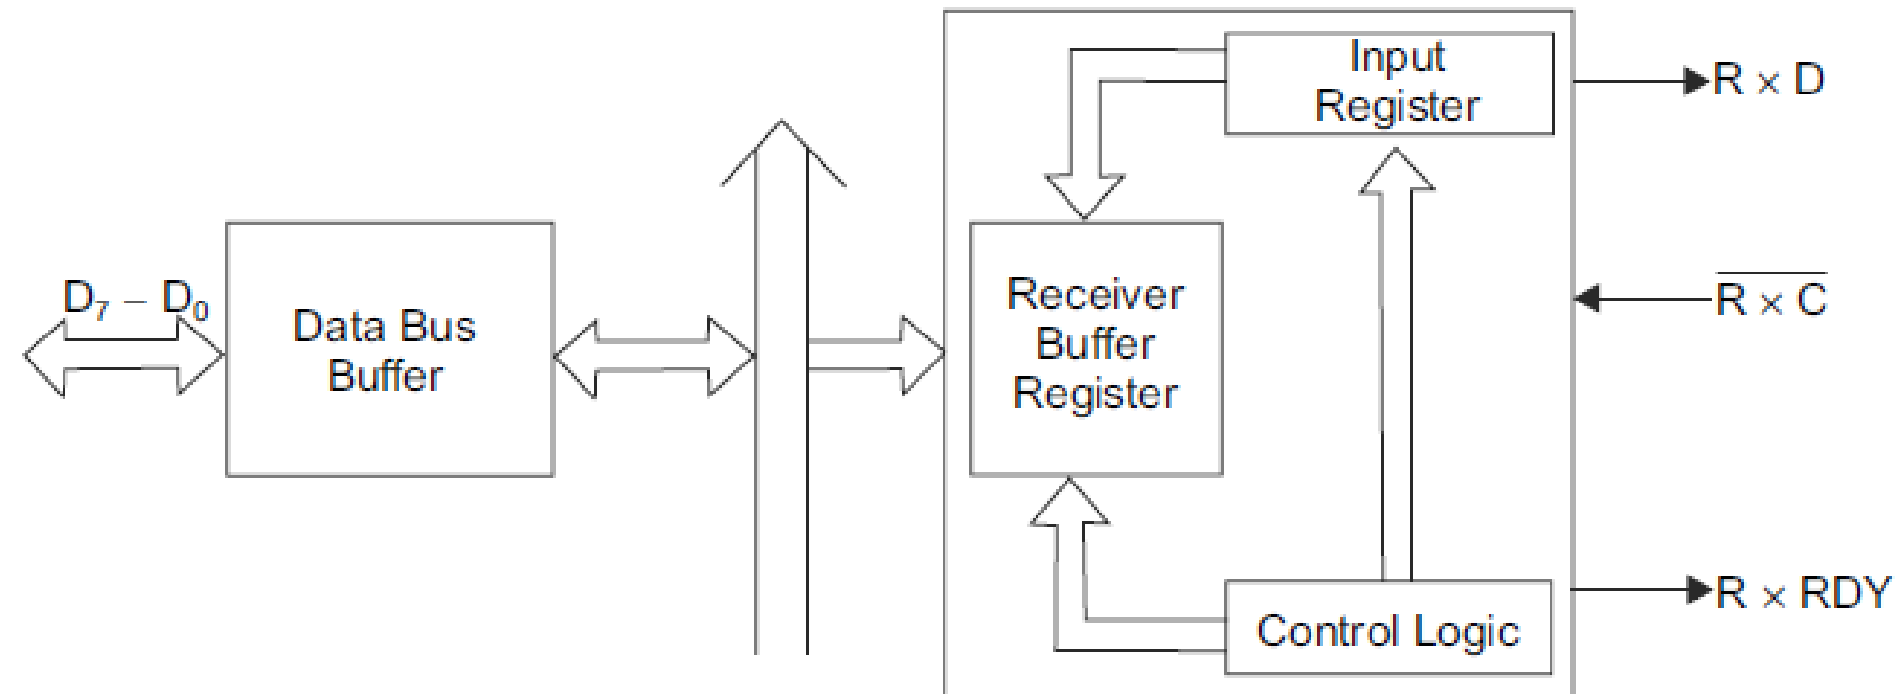 D₇ – D₀
Data Bus
Buffer
Receiver
Buffer
Register
Input
Register
Control Logic
R × D
R × C̅
R × RDY